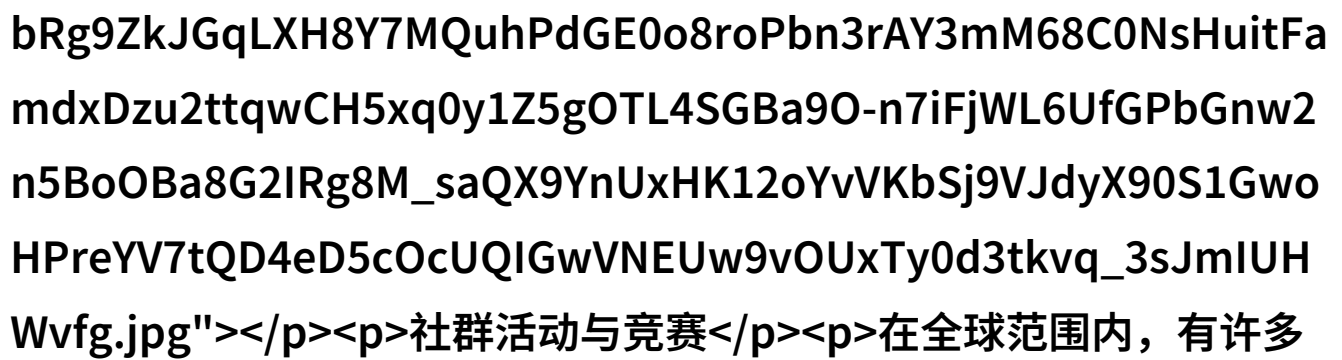 bRg9ZkJGqLXH8Y7MQuhPdGE0o8roPbn3rAY3mM68C0NsHuitFa
mdxDzu2ttqwCH5xq0y1Z5gOTL4SGBa9O-n7iFjWL6UfGPbGnw2
n5BoOBa8G2IRg8M_saQX9YnUxHK12oYvVKbSj9VJdyX90S1Gwo
HPreYV7tQD4eD5cOcUQIGwVNEUw9vOUxTy0d3tkvq_3sJmIUH
Wvfg.jpg"></p><p>社群活动与竞赛</p><p>在全球范围内，有许多